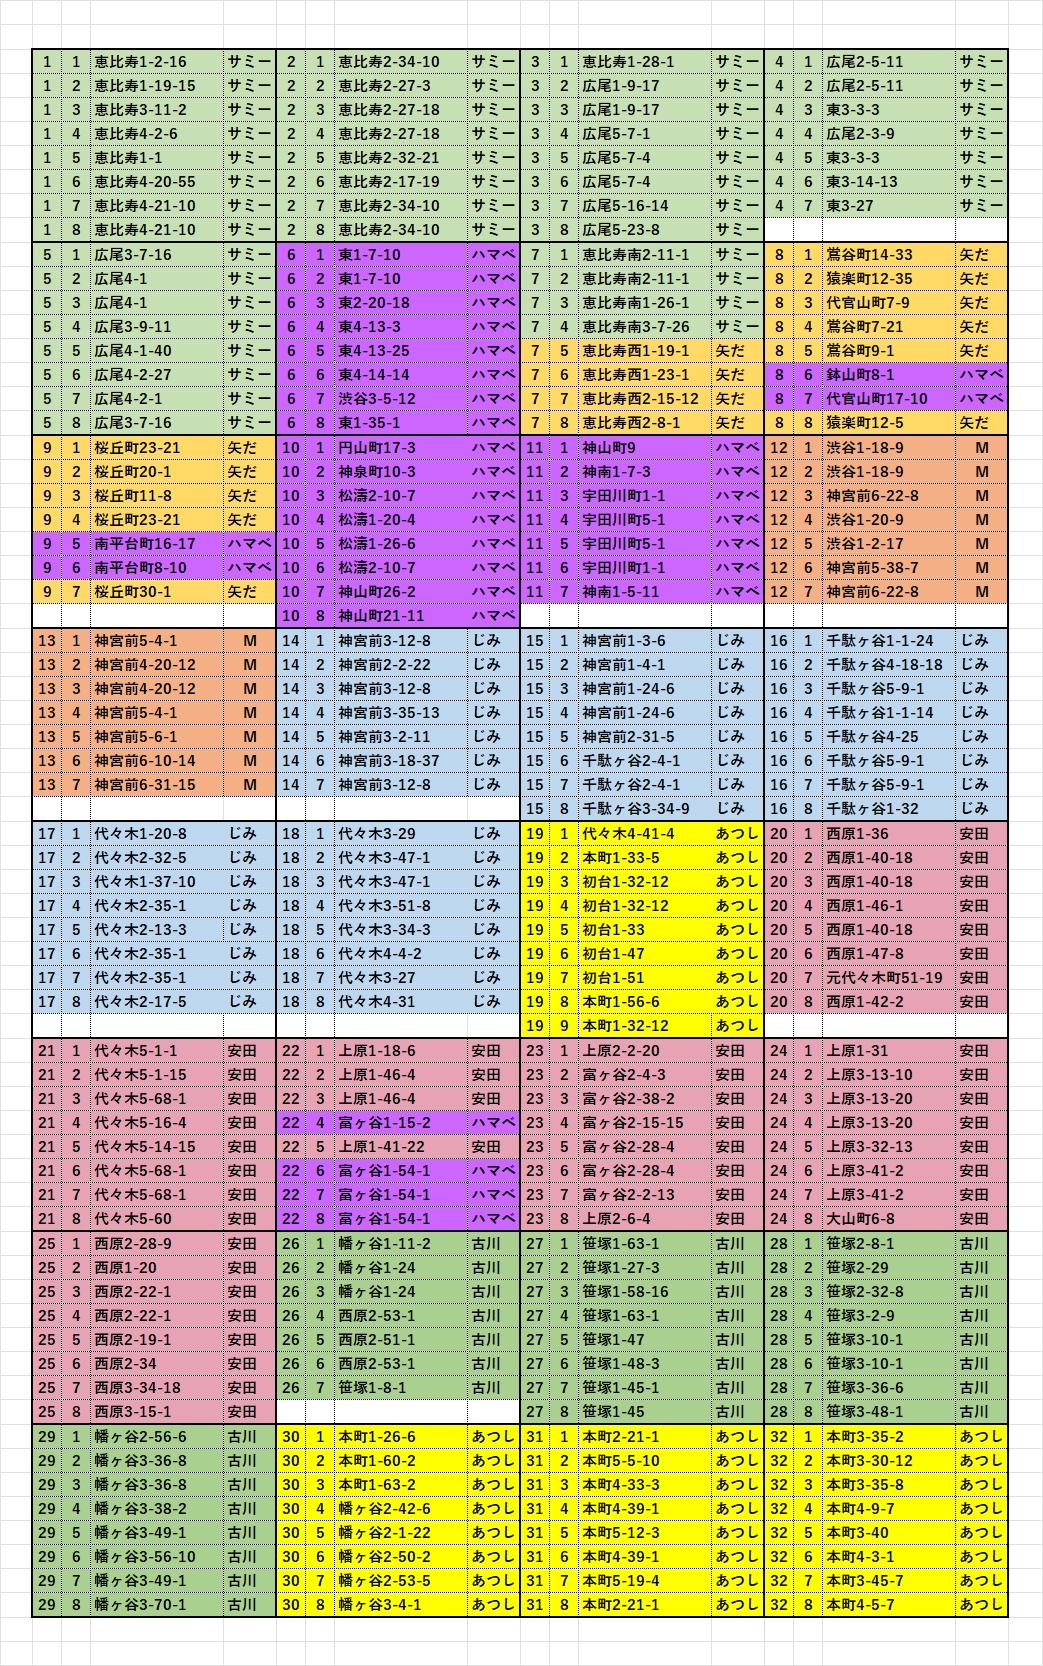 1 1 恵比寿1-2-16 サミー 2 1 恵比寿2-34-10 サミー 3 1 恵比寿1-28-1 サミー 4 1 広尾2-5-11 サミー
1 2 恵比寿1-19-15 サミー 2 2 恵比寿2-27-3 サミー 3 2 広尾1-9-17 サミー 4 2 広尾2-5-11 サミー
1 3 恵比寿3-11-2 サミー 2 3 恵比寿2-27-18 サミー 3 3 広尾1-9-17 サミー 4 3 東3-3-3 サミー
1 4 恵比寿4-2-6 サミー 2 4 恵比寿2-27-18 サミー 3 4 広尾5-7-1 サミー 4 4 広尾2-3-9 サミー
1 5 恵比寿1-1 サミー 2 5 恵比寿2-32-21 サミー 3 5 広尾5-7-4 サミー 4 5 東3-3-3 サミー
1 6 恵比寿4-20-55 サミー 2 6 恵比寿2-17-19 サミー 3 6 広尾5-7-4 サミー 4 6 東3-14-13 サミー
1 7 恵比寿4-21-10 サミー 2 7 恵比寿2-34-10 サミー 3 7 広尾5-16-14 サミー 4 7 東3-27 サミー
1 8 恵比寿4-21-10 サミー 2 8 恵比寿2-34-10 サミー 3 8 広尾5-23-8 サミー
5 1 広尾3-7-16 サミー 6 1 東1-7-10 ハマベ 7 1 恵比寿南2-11-1 サミー 8 1 鴬谷町14-33 矢だ
5 2 広尾4-1 サミー 6 2 東1-7-10 ハマベ 7 2 恵比寿南2-11-1 サミー 8 2 猿楽町12-35 矢だ
5 3 広尾4-1 サミー 6 3 東2-20-18 ハマベ 7 3 恵比寿南1-26-1 サミー 8 3 代官山町7-9 矢だ
5 4 広尾3-9-11 サミー 6 4 東4-13-3 ハマベ 7 4 恵比寿南3-7-26 サミー 8 4 鴬谷町7-21 矢だ
5 5 広尾4-1-40 サミー 6 5 東4-13-25 ハマベ 7 5 恵比寿西1-19-1 矢だ 8 5 鴬谷町9-1 矢だ
5 6 広尾4-2-27 サミー 6 6 東4-14-14 ハマベ 7 6 恵比寿西1-23-1 矢だ 8 6 鉢山町8-1 ハマベ
5 7 広尾4-2-1 サミー 6 7 渋谷3-5-12 ハマベ 7 7 恵比寿西2-15-12 矢だ 8 7 代官山町17-10 ハマベ
5 8 広尾3-7-16 サミー 6 8 東1-35-1 ハマベ 7 8 恵比寿西2-8-1 矢だ 8 8 猿楽町12-5 矢だ
9 1 桜丘町23-21 矢だ 10 1 円山町17-3 ハマベ 11 1 神山町9 ハマベ 12 1 渋谷1-18-9 M
9 2 桜丘町20-1 矢だ 10 2 神泉町10-3 ハマベ 11 2 神南1-7-3 ハマベ 12 2 渋谷1-18-9 M
9 3 桜丘町11-8 矢だ 10 3 松濤2-10-7 ハマベ 11 3 宇田川町1-1 ハマベ 12 3 神宮前6-22-8 M
9 4 桜丘町23-21 矢だ 10 4 松濤1-20-4 ハマベ 11 4 宇田川町5-1 ハマベ 12 4 渋谷1-20-9 M
9 5 南平台町16-17 ハマベ 10 5 松濤1-26-6 ハマベ 11 5 宇田川町5-1 ハマベ 12 5 渋谷1-2-17 M
9 6 南平台町8-10 ハマベ 10 6 松濤2-10-7 ハマベ 11 6 宇田川町1-1 ハマベ 12 6 神宮前5-38-7 M
9 7 桜丘町30-1 矢だ 10 7 神山町26-2 ハマベ 11 7 神南1-5-11 ハマベ 12 7 神宮前6-22-8 M
10 8 神山町21-11 ハマベ
13 1 神宮前5-4-1 M 14 1 神宮前3-12-8 じみ 15 1 神宮前1-3-6 じみ 16 1 千駄ヶ谷1-1-24 じみ
13 2 神宮前4-20-12 M 14 2 神宮前2-2-22 じみ 15 2 神宮前1-4-1 じみ 16 2 千駄ヶ谷4-18-18 じみ
13 3 神宮前4-20-12 M 14 3 神宮前3-12-8 じみ 15 3 神宮前1-24-6 じみ 16 3 千駄ヶ谷5-9-1 じみ
13 4 神宮前5-4-1 M 14 4 神宮前3-35-13 じみ 15 4 神宮前1-24-6 じみ 16 4 千駄ヶ谷1-1-14 じみ
13 5 神宮前5-6-1 M 14 5 神宮前3-2-11 じみ 15 5 神宮前2-31-5 じみ 16 5 千駄ヶ谷4-25 じみ
13 6 神宮前6-10-14 M 14 6 神宮前3-18-37 じみ 15 6 千駄ヶ谷2-4-1 じみ 16 6 千駄ヶ谷5-9-1 じみ
13 7 神宮前6-31-15 M 14 7 神宮前3-12-8 じみ 15 7 千駄ヶ谷2-4-1 じみ 16 7 千駄ヶ谷5-9-1 じみ
15 8 千駄ヶ谷3-34-9 じみ 16 8 千駄ヶ谷1-32 じみ
17 1 代々木1-20-8 じみ 18 1 代々木3-29 じみ 19 1 代々木4-41-4 あつし 20 1 西原1-36 安田
17 2 代々木2-32-5 じみ 18 2 代々木3-47-1 じみ 19 2 本町1-33-5 あつし 20 2 西原1-40-18 安田
17 3 代々木1-37-10 じみ 18 3 代々木3-47-1 じみ 19 3 初台1-32-12 あつし 20 3 西原1-40-18 安田
17 4 代々木2-35-1 じみ 18 4 代々木3-51-8 じみ 19 4 初台1-32-12 あつし 20 4 西原1-46-1 安田
17 5 代々木2-13-3 じみ 18 5 代々木3-34-3 じみ 19 5 初台1-33 あつし 20 5 西原1-40-18 安田
17 6 代々木2-35-1 じみ 18 6 代々木4-4-2 じみ 19 6 初台1-47 あつし 20 6 西原1-47-8 安田
17 7 代々木2-35-1 じみ 18 7 代々木3-27 じみ 19 7 初台1-51 あつし 20 7 元代々木町51-19 安田
17 8 代々木2-17-5 じみ 18 8 代々木4-31 じみ 19 8 本町1-56-6 あつし 20 8 西原1-42-2 安田
19 9 本町1-32-12 あつし
21 1 代々木5-1-1 安田 22 1 上原1-18-6 安田 23 1 上原2-2-20 安田 24 1 上原1-31 安田
21 2 代々木5-1-15 安田 22 2 上原1-46-4 安田 23 2 富ヶ谷2-4-3 安田 24 2 上原3-13-10 安田
21 3 代々木5-68-1 安田 22 3 上原1-46-4 安田 23 3 富ヶ谷2-38-2 安田 24 3 上原3-13-20 安田
21 4 代々木5-16-4 安田 22 4 富ヶ谷1-15-2 ハマベ 23 4 富ヶ谷2-15-15 安田 24 4 上原3-13-20 安田
21 5 代々木5-14-15 安田 22 5 上原1-41-22 安田 23 5 富ヶ谷2-28-4 安田 24 5 上原3-32-13 安田
21 6 代々木5-68-1 安田 22 6 富ヶ谷1-54-1 ハマベ 23 6 富ヶ谷2-28-4 安田 24 6 上原3-41-2 安田
21 7 代々木5-68-1 安田 22 7 富ヶ谷1-54-1 ハマベ 23 7 富ヶ谷2-2-13 安田 24 7 上原3-41-2 安田
21 8 代々木5-60 安田 22 8 富ヶ谷1-54-1 ハマベ 23 8 上原2-6-4 安田 24 8 大山町6-8 安田
25 1 西原2-28-9 安田 26 1 幡ヶ谷1-11-2 古川 27 1 笹塚1-63-1 古川 28 1 笹塚2-8-1 古川
25 2 西原1-20 安田 26 2 幡ヶ谷1-24 古川 27 2 笹塚1-27-3 古川 28 2 笹塚2-29 古川
25 3 西原2-22-1 安田 26 3 幡ヶ谷1-24 古川 27 3 笹塚1-58-16 古川 28 3 笹塚2-32-8 古川
25 4 西原2-22-1 安田 26 4 西原2-53-1 古川 27 4 笹塚1-63-1 古川 28 4 笹塚3-2-9 古川
25 5 西原2-19-1 安田 26 5 西原2-51-1 古川 27 5 笹塚1-47 古川 28 5 笹塚3-10-1 古川
25 6 西原2-34 安田 26 6 西原2-53-1 古川 27 6 笹塚1-48-3 古川 28 6 笹塚3-10-1 古川
25 7 西原3-34-18 安田 26 7 笹塚1-8-1 古川 27 7 笹塚1-45-1 古川 28 7 笹塚3-36-6 古川
25 8 西原3-15-1 安田 27 8 笹塚1-45 古川 28 8 笹塚3-48-1 古川
29 1 幡ヶ谷2-56-6 古川 30 1 本町1-26-6 あつし 31 1 本町2-21-1 あつし 32 1 本町3-35-2 あつし
29 2 幡ヶ谷3-36-8 古川 30 2 本町1-60-2 あつし 31 2 本町5-5-10 あつし 32 2 本町3-30-12 あつし
29 3 幡ヶ谷3-36-8 古川 30 3 本町1-63-2 あつし 31 3 本町4-33-3 あつし 32 3 本町3-35-8 あつし
29 4 幡ヶ谷3-38-2 古川 30 4 幡ヶ谷2-42-6 あつし 31 4 本町4-39-1 あつし 32 4 本町4-9-7 あつし
29 5 幡ヶ谷3-49-1 古川 30 5 幡ヶ谷2-1-22 あつし 31 5 本町5-12-3 あつし 32 5 本町3-40 あつし
29 6 幡ヶ谷3-56-10 古川 30 6 幡ヶ谷2-50-2 あつし 31 6 本町4-39-1 あつし 32 6 本町4-3-1 あつし
29 7 幡ヶ谷3-49-1 古川 30 7 幡ヶ谷2-53-5 あつし 31 7 本町5-19-4 あつし 32 7 本町3-45-7 あつし
29 8 幡ヶ谷3-70-1 古川 30 8 幡ヶ谷3-4-1 あつし 31 8 本町2-21-1 あつし 32 8 本町4-5-7 あつし